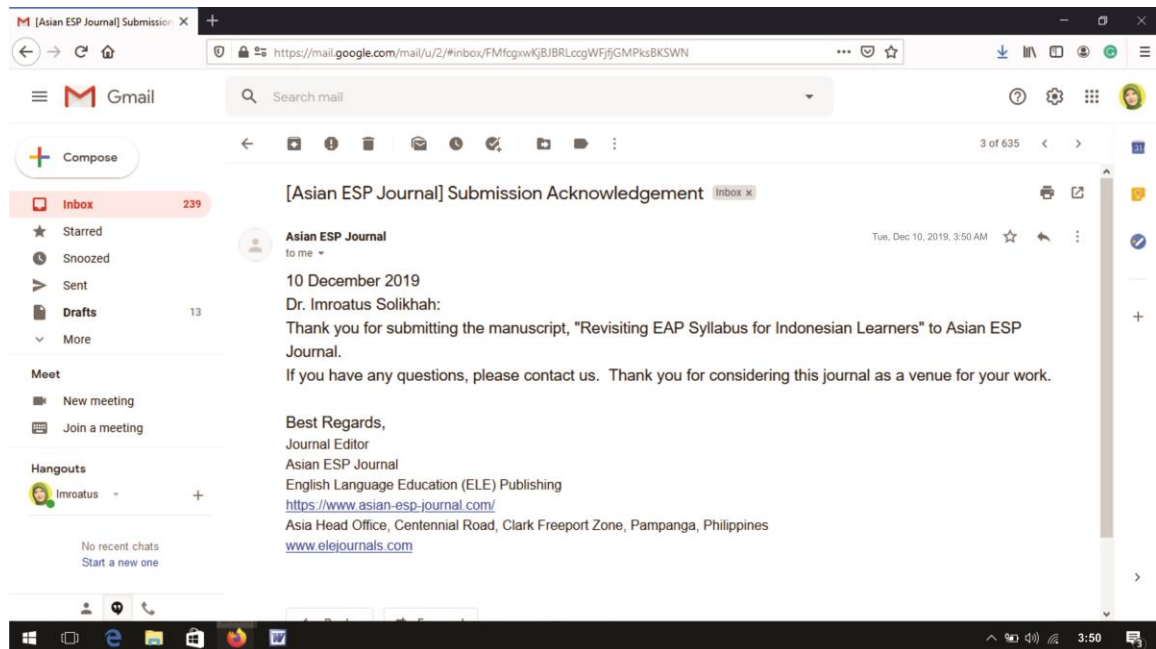 [Asian ESP Journal] Submission
https://mail.google.com/mail/u/2/#inbox/FMfcgxwKjBJBRLccgWFjfjGMPksBKSWN
Gmail
Search mail
Compose
3 of 635
31
Inbox 239
Starred
Snoozed
Sent
Drafts 13
More
Meet
New meeting
Join a meeting
Hangouts
Imroatus
No recent chats
Start a new one
[Asian ESP Journal] Submission Acknowledgement Inbox x
Asian ESP Journal Tue, Dec 10, 2019, 3:50 AM
to me
10 December 2019
Dr. Imroatus Solikhah:
Thank you for submitting the manuscript, "Revisiting EAP Syllabus for Indonesian Learners" to Asian ESP
Journal.
If you have any questions, please contact us. Thank you for considering this journal as a venue for your work.
Best Regards,
Journal Editor
Asian ESP Journal
English Language Education (ELE) Publishing
https://www.asian-esp-journal.com/
Asia Head Office, Centennial Road, Clark Freeport Zone, Pampanga, Philippines
www.elejournals.com
3:50